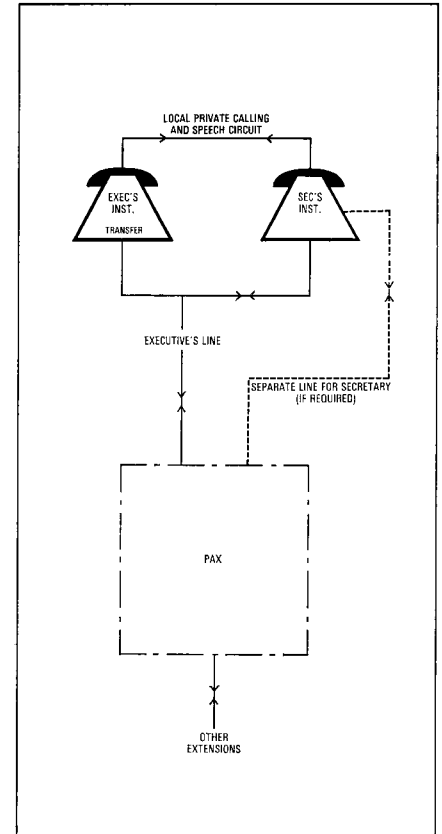 LOCAL PRIVATE CALLING
AND SPEECH CIRCUIT
EXEC'S
INST.
TRANSFER
SEC'S
INST.
EXECUTIVE'S LINE
SEPARATE LINE FOR SECRETARY
(IF REQUIRED)
PAX
OTHER
EXTENSIONS